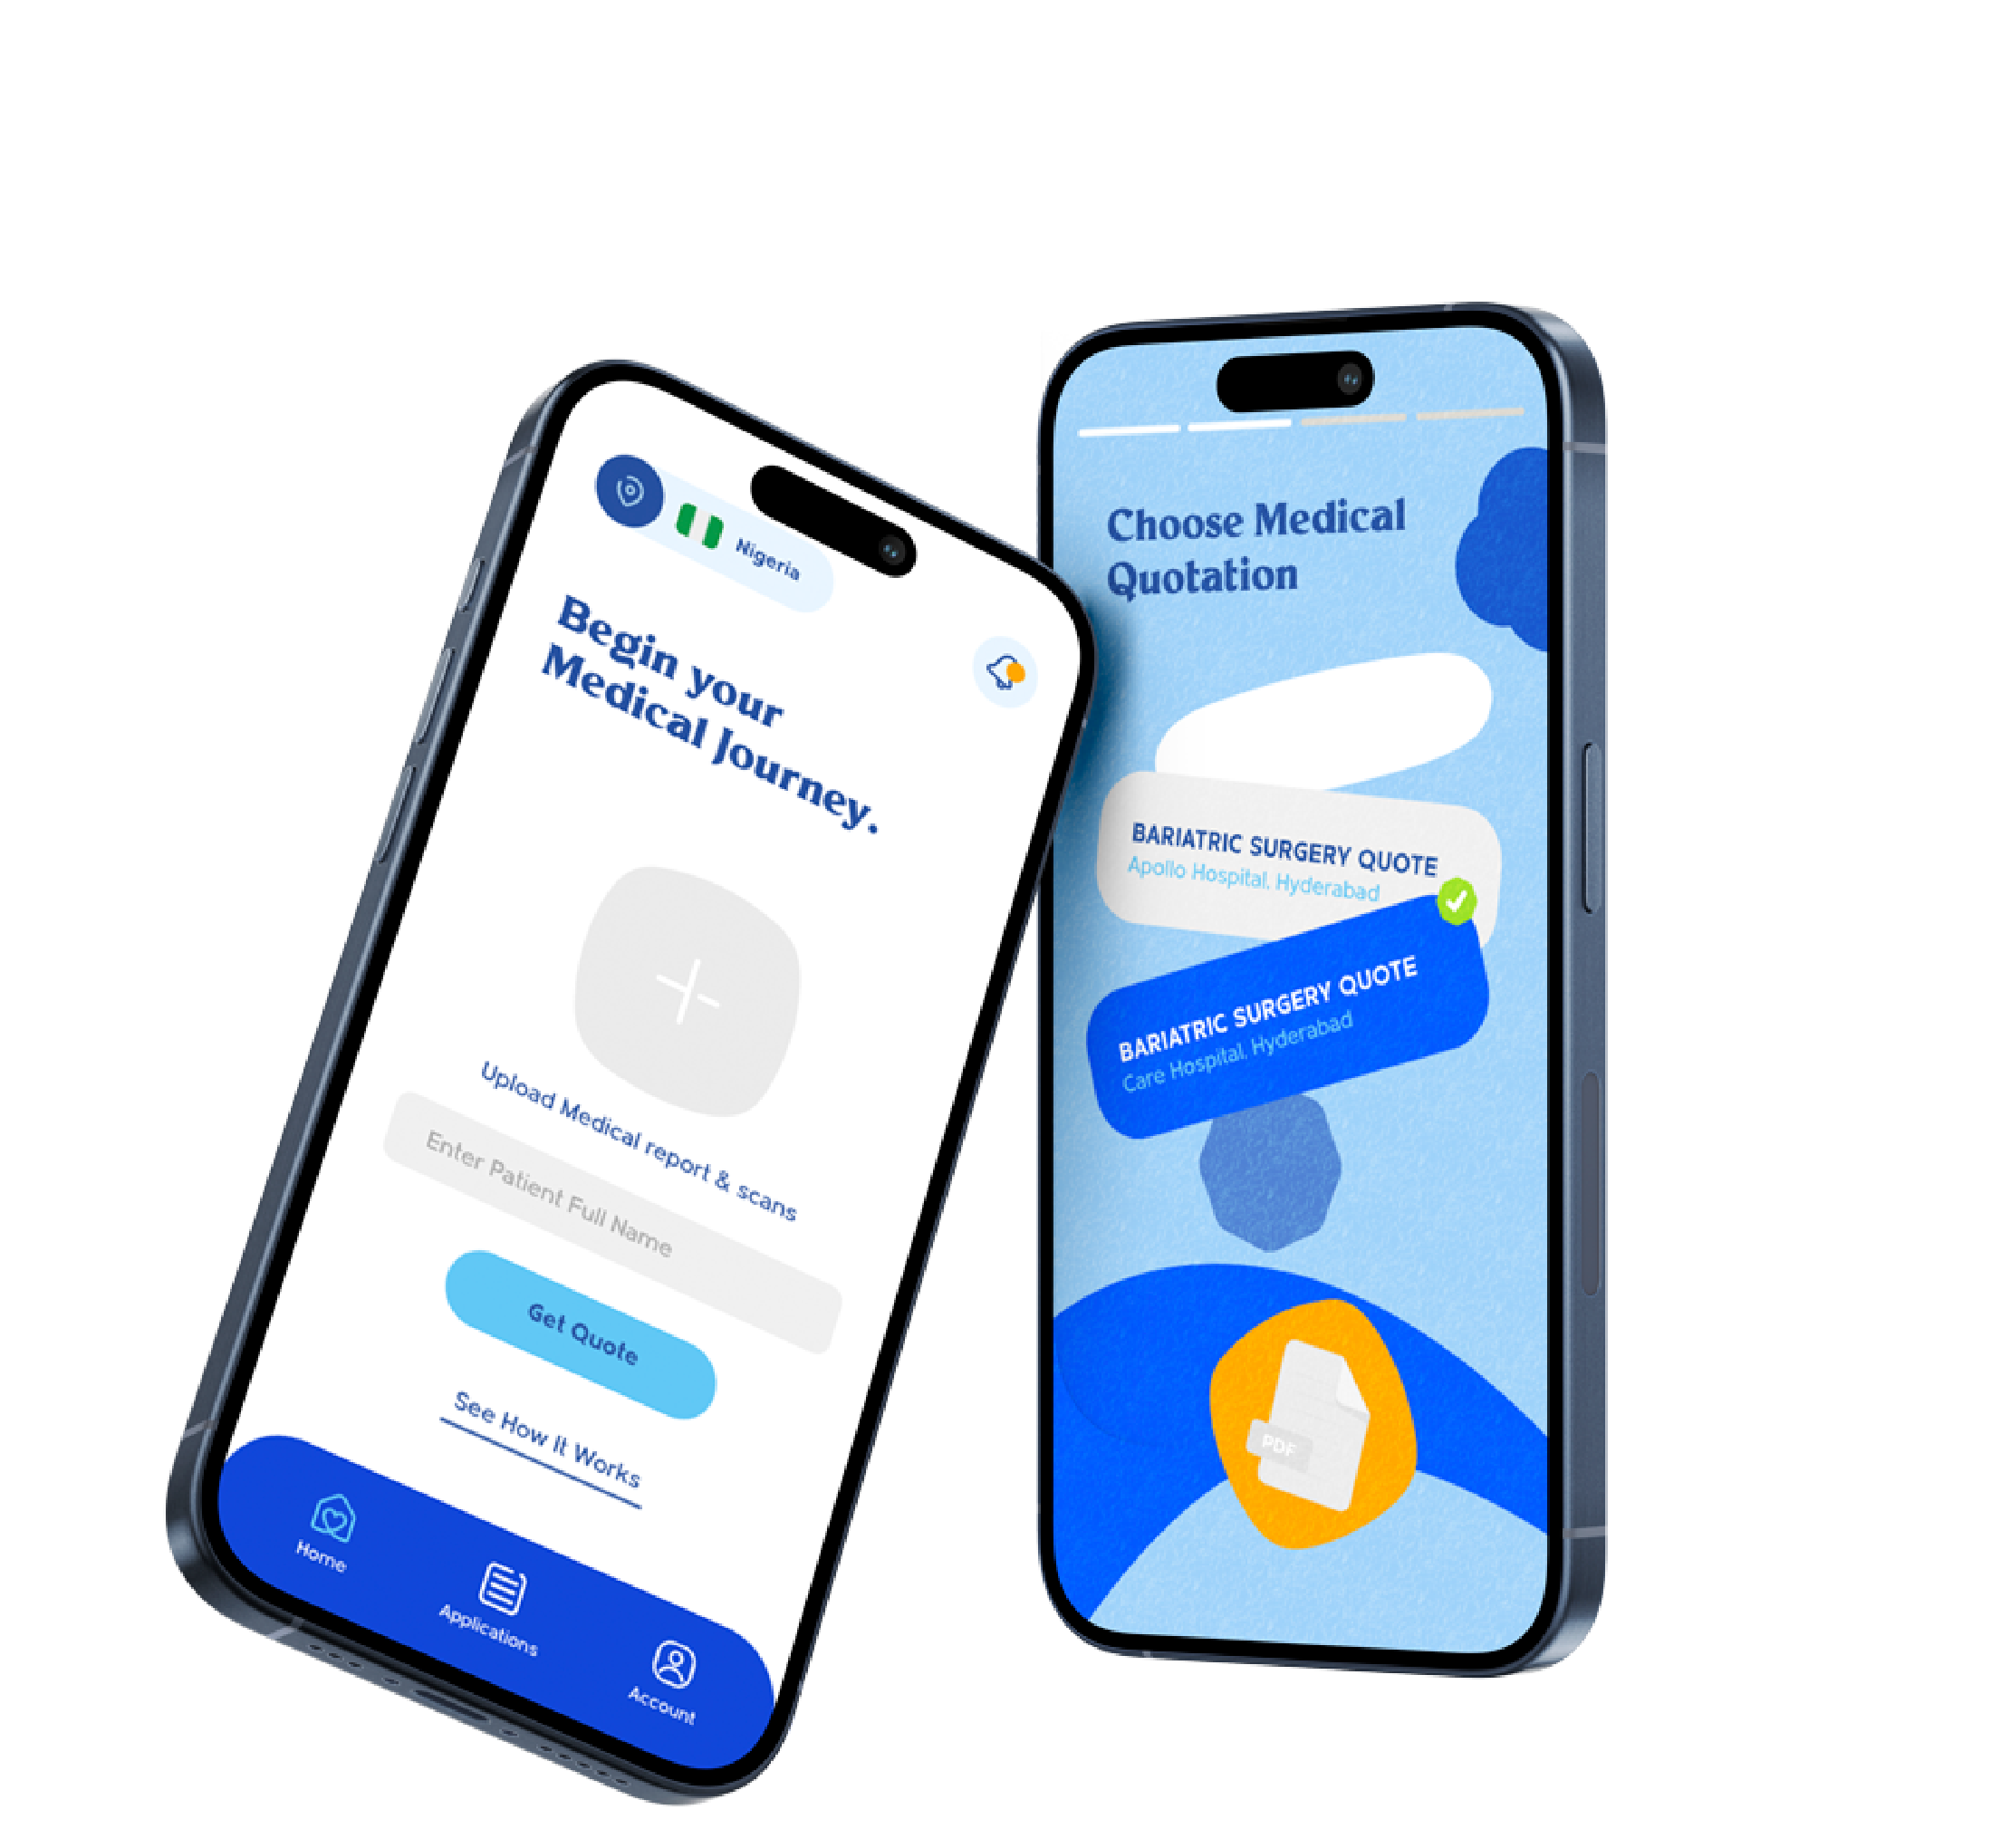 Nigeria
Begin your
Medical Journey.
Upload Medical report & scans
Enter Patient Full Name
Get Quote
See How It Works
Home
Applications
Account
Choose Medical
Quotation
BARIATRIC SURGERY QUOTE
Apollo Hospital, Hyderabad
BARIATRIC SURGERY QUOTE
Care Hospital, Hyderabad
PDF